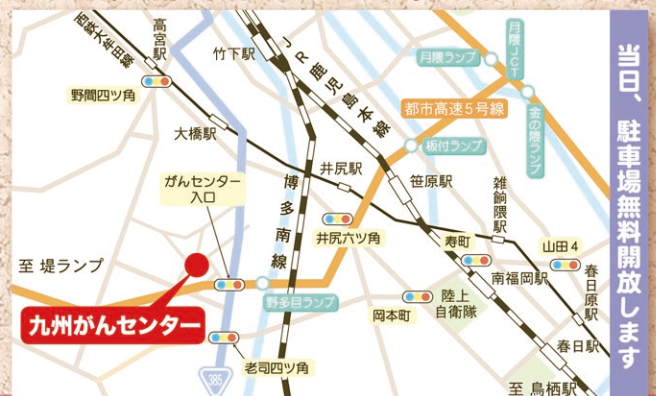 西鉄大牟田線
高宮駅
竹下駅
JR鹿児島本線
月隈ランプ
月隈JCT
都市高速5号線
金の隈ランプ
野間四ツ角
大橋駅
板付ランプ
井尻駅
笹原駅
雑餉隈駅
がんセンター
入口
博多南線
井尻六ツ角
寿町
山田4
至 堤ランプ
南福岡駅
春日原駅
野多目ランプ
岡本町
陸上
自衛隊
九州がんセンター
春日駅
老司四ツ角
385
至 鳥栖駅
当日、駐車場無料開放します